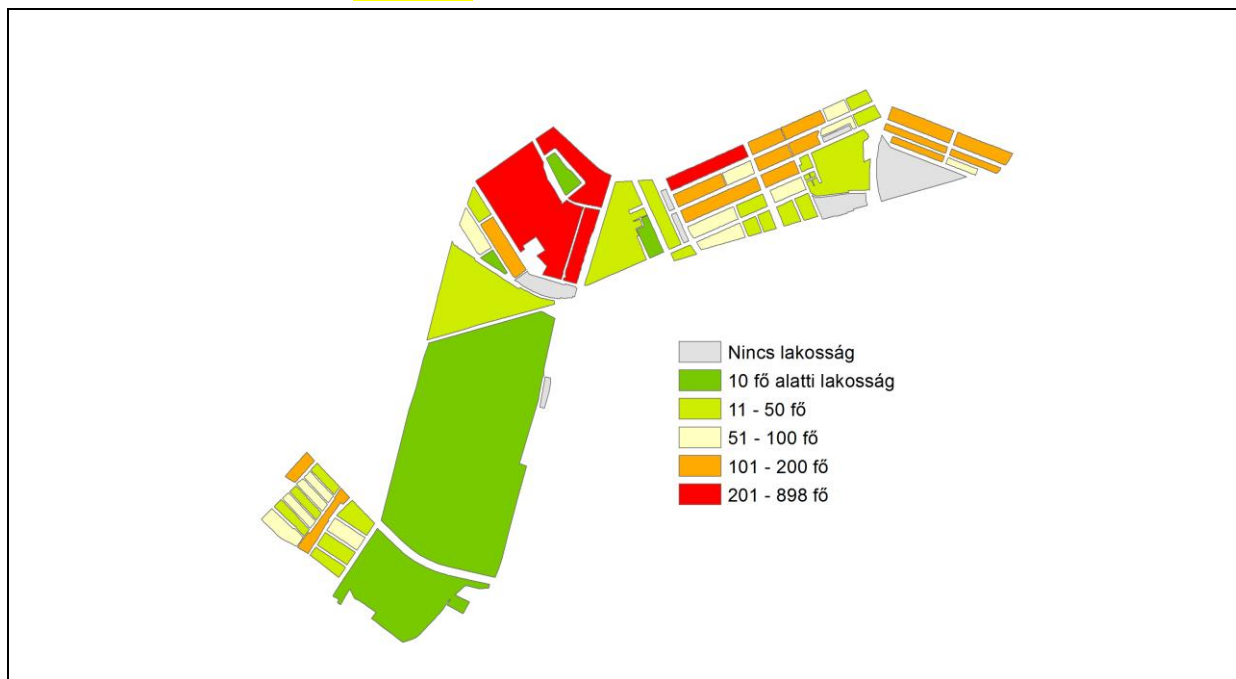 Nincs lakosság
10 fő alatti lakosság
11 - 50 fő
51 - 100 fő
101 - 200 fő
201 - 898 fő